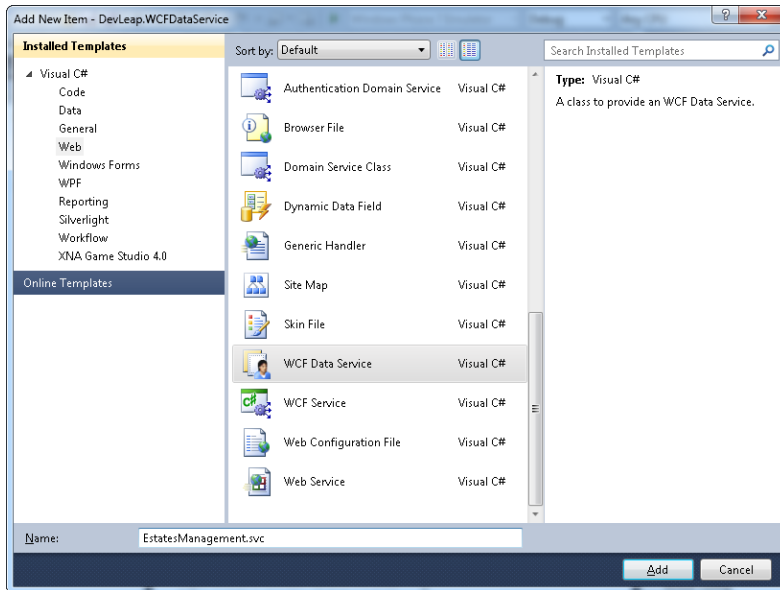 Add New Item - DevLeap.WCFDataService
Installed Templates
Visual C#
Code
Data
General
Web
Windows Forms
WPF
Reporting
Silverlight
Workflow
XNA Game Studio 4.0
Online Templates
Sort by: Default
Authentication Domain Service Visual C#
Browser File Visual C#
Domain Service Class Visual C#
Dynamic Data Field Visual C#
Generic Handler Visual C#
Site Map Visual C#
Skin File Visual C#
WCF Data Service Visual C#
WCF Service Visual C#
Web Configuration File Visual C#
Web Service Visual C#
Search Installed Templates
Type: Visual C#
A class to provide an WCF Data Service.
Name: EstatesManagement.svc
Add Cancel